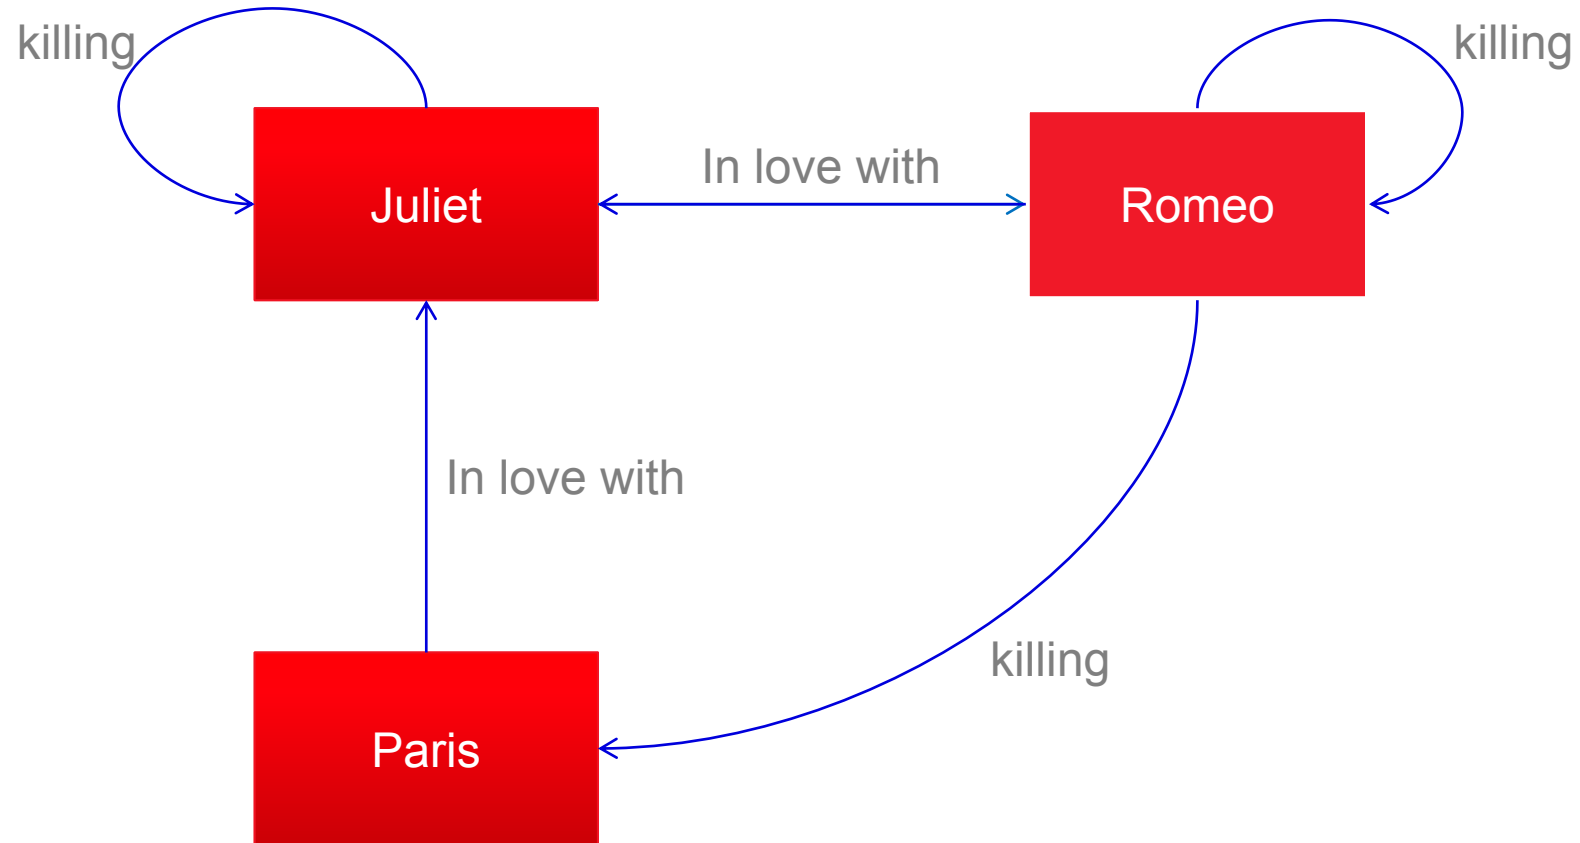 killing
killing
In love with
Juliet
Romeo
In love with
killing
Paris